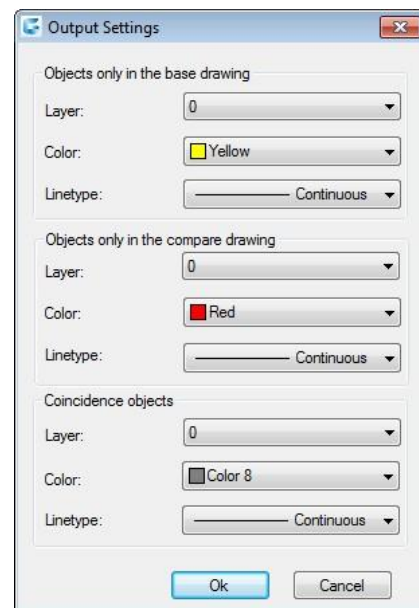 Output Settings
Objects only in the base drawing
Layer: 0
Color: Yellow
Linetype: Continuous
Objects only in the compare drawing
Layer: 0
Color: Red
Linetype: Continuous
Coincidence objects
Layer: 0
Color: Color 8
Linetype: Continuous
Ok Cancel